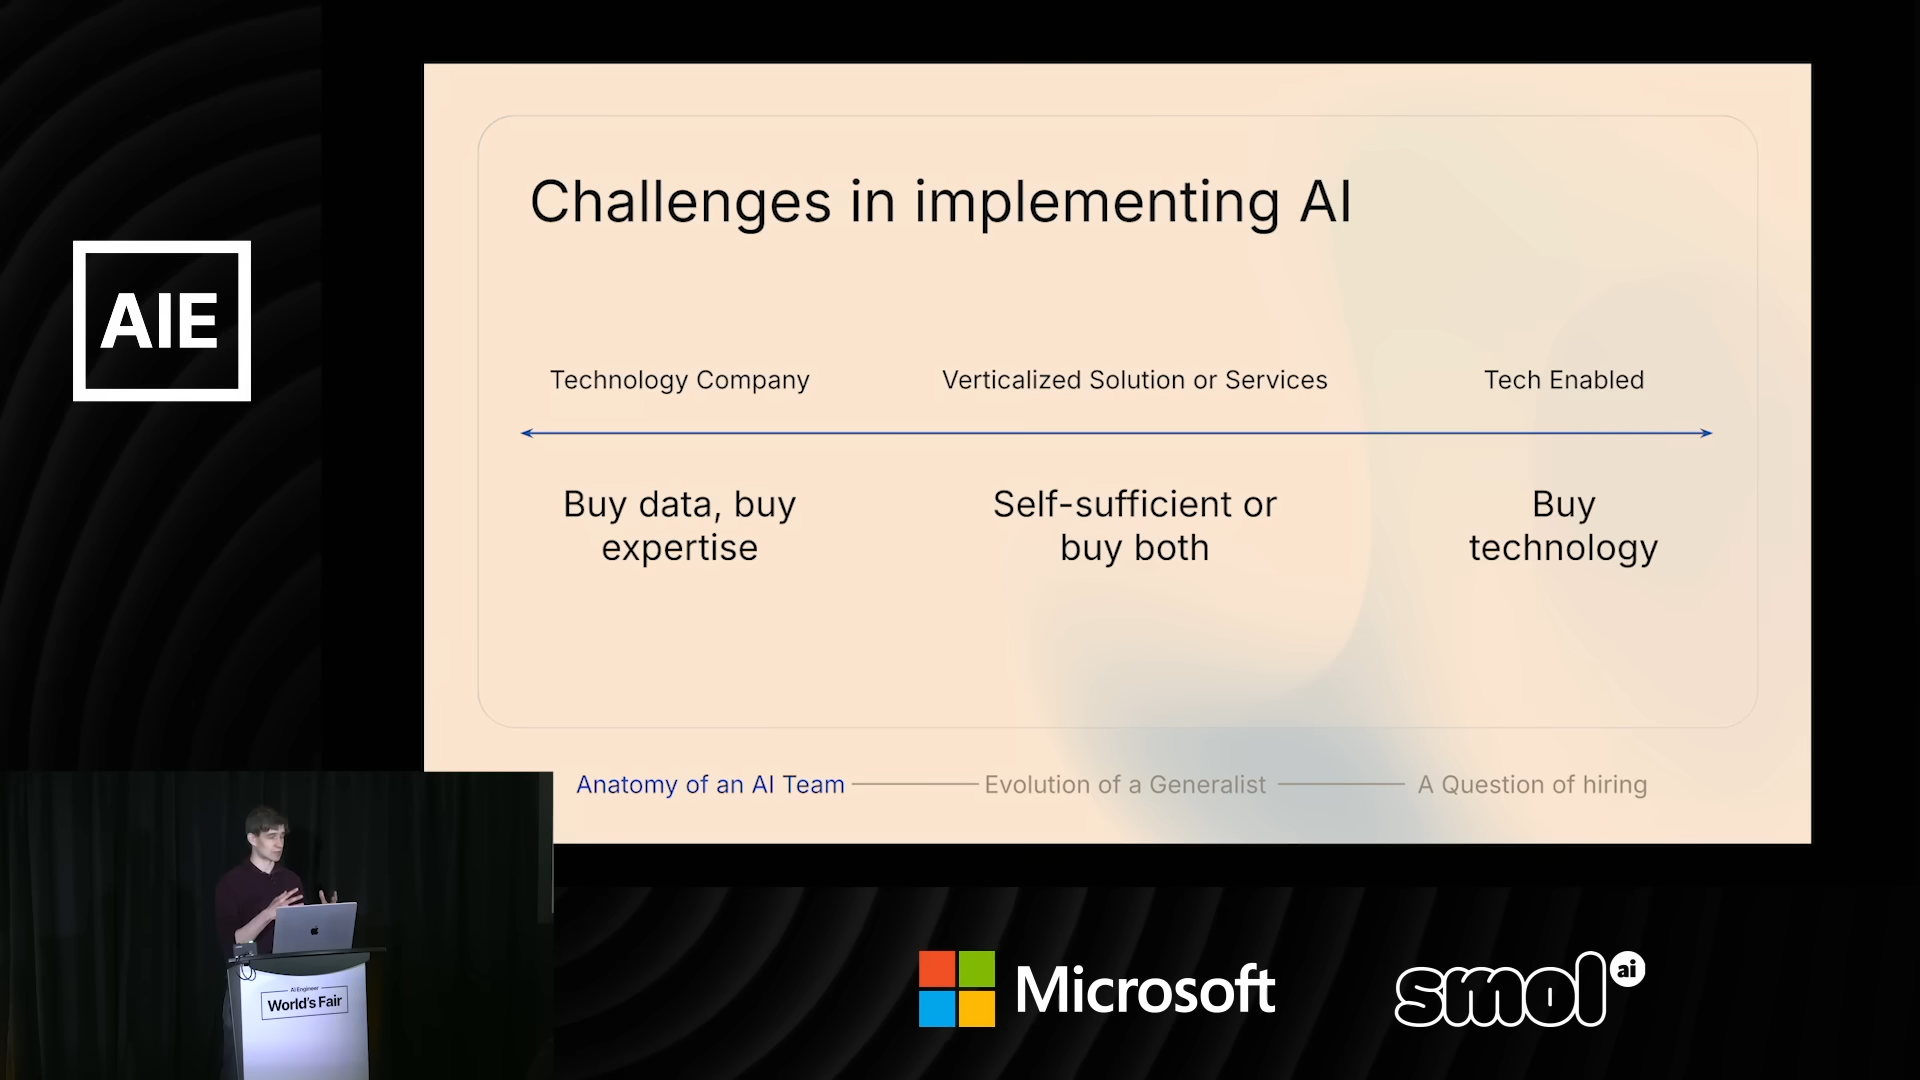 AIE
Challenges in implementing AI
Technology Company
Verticalized Solution or Services
Tech Enabled
Buy data, buy
expertise
Self-sufficient or
buy both
Buy
technology
Anatomy of an AI Team
Evolution of a Generalist
A Question of hiring
AI Engineer
World's Fair
Microsoft
smol ai